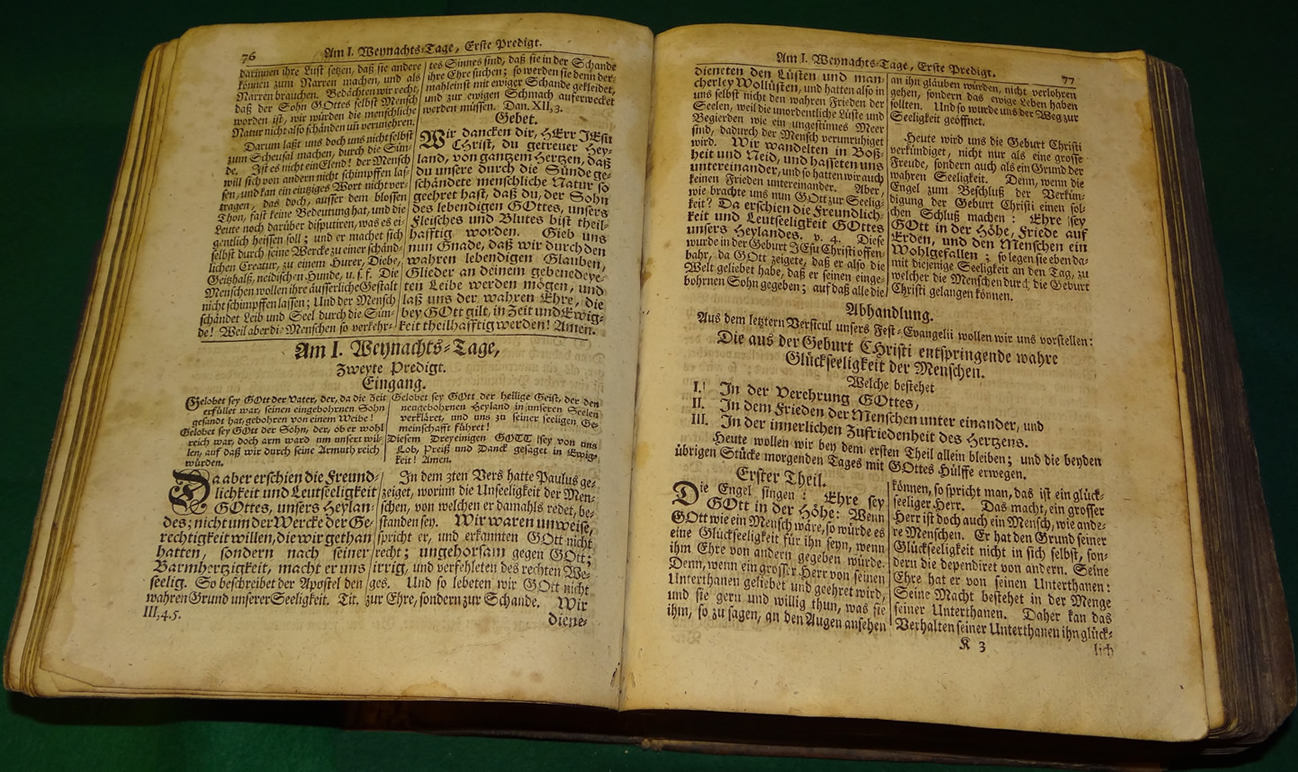 76
Am I. Weynachts-Tage, Erste Predigt.
darinnen ihre Lust setzen, daß sie andere
können zum Narren machen, und als
Narren brauchen. Bedächten wir recht,
daß der Sohn GOttes selbst Mensch
worden ist, wir würden die menschliche
Natur nicht also schänden uñ verunehren.
Darum laßt uns doch uns nicht selbst
zum Scheusal machen, durch die Sün-
de. Ist es nicht ein Elend! der Mensch
will sich von andern nicht schimpffen las-
sen, und kan ein eintziges Wort nicht ver-
tragen, das doch, ausser dem blossen
Thon, fast keine Bedeutung hat, und die
Leute noch darüber disputiren, was es ei-
gentlich heissen soll; und er machet sich
selbst durch seine Wercke zu einer schänd-
lichen Creatur, zu einem Hurer, Diebe,
Geitzhalß, neidischen Hunde, u. s. f. Die
Menschen wollen ihre äusserliche Gestalt
nicht schimpffen lassen; Und der Mensch
schändet Leib und Seel durch die Sün-
de! Weil aber di-Menschen so verkehr-
tes Sinnes sind, daß sie in der Schande
ihre Ehre suchen; so werden sie denn der-
mahleinst mit ewiger Schande gekleidet,
und zur ewigen Schmach auferwecket
werden müssen. Dan. XII, 3.
Gebet.
Wir dancken dir, HErr JEsu
CHrist, du getreuer Hey-
land, von gantzem Hertzen, daß
du unsere durch die Sünde ge-
schändete menschliche Natur so
geehret hast, daß du, der Sohn
des lebendigen GOttes, unsers
Fleisches und Blutes bist theil-
hafftig worden. Gieb uns
nun Gnade, daß wir durch den
wahren lebendigen Glauben,
Glieder an deinem gebenedeye-
ten Leibe werden mögen, und
laß uns der wahren Ehre, die
bey GOtt gilt, in Zeit und Ewig-
keit theilhafftig werden! Amen.
Am I. Weynachts-Tage,
Zweyte Predigt.
Eingang.
Gelobet sey GOtt der Vater, der, da die Zeit
erfüllet war, seinen eingebohrnen Sohn
gesandt hat, gebohren von einem Weibe!
Gelobet sey GOtt der Sohn, der, ob er wohl
reich war, doch arm ward um unsert wil-
len, auf daß wir durch seine Armuth reich
würden.
Gelobet sey GOtt der heilige Geist, der den
neugebohrnen Heyland in unseren Seelen
verkläret, und uns zu seiner seeligen Ge-
meinschafft führet!
Diesem Dreyeinigen GOTT sey von uns
Lob, Preiß und Danck gesaget in Ewig-
keit! Amen.
Da aber erschien die Freund-
lichkeit und Leutseeligkeit
GOttes, unsers Heylan-
des; nicht um der Wercke der Ge-
rechtigkeit willen, die wir gethan
hatten, sondern nach seiner
Barmhertzigkeit, macht er uns
seelig. So beschreibet der Apostel den
wahren Grund unserer Seeligkeit. Tit.
III, 4. 5.
In dem 3ten Vers hatte Paulus ge-
zeiget, worinn die Unseeligkeit der Men-
schen, von welchen er damahls redet, be-
standen sey. Wir waren unweise,
spricht er, und erkannten GOtt nicht
recht; ungehorsam gegen GOtt;
irrig, und verfehleten des rechten We-
ges. Und so lebeten wir GOtt nicht
zur Ehre, sondern zur Schande. Wir
diene-
Am I. Weynachts-Tage, Erste Predigt.
77
dieneten den Lüsten und man-
cherley Wollüsten, und hatten also in
uns selbst nicht den wahren Frieden der
Seelen, weil die unordentliche Lüste und
Begierden wie ein ungestümes Meer
sind, dadurch der Mensch verunruhiget
wird. Wir wandelten in Boß-
heit und Neid, und hasseten uns
untereinander, und so hatten wir auch
keinen Frieden untereinander. Aber,
wie brachte uns nun GOtt zur Seelig-
keit? Da erschien die Freundlich-
keit und Leutseeligkeit GOttes
unsers Heylandes. v. 4. Diese
wurde in der Geburt JEsu Christi offen-
bahr, da GOtt zeigete, daß er also die
Welt geliebet habe, daß er seinen einge-
bohrnen Sohn gegeben; auf daß alle die
an ihn gläuben würden, nicht verlohren
gehen, sondern das ewige Leben haben
sollten. Und so wurde uns der Weg zur
Seeligkeit geöffnet.
Heute wird uns die Geburt Christi
verkündiget, nicht nur als eine grosse
Freude, sondern auch als ein Grund der
wahren Seeligkeit. Denn, wenn die
Engel zum Beschluß der Verkün-
digung der Geburt Christi einen sol-
chen Schluß machen: Ehre sey
GOtt in der Höhe, Friede auf
Erden, und den Menschen ein
Wohlgefallen; so legen sie eben da-
mit diejenige Seeligkeit an den Tag, zu
welcher die Menschen durch die Geburt
Christi gelangen können.
Abhandlung.
Aus dem letztern Versicul unsers Fest-Evangelii wollen wir uns vorstellen:
Die aus der Geburt CHristi entspringende wahre
Glückseeligkeit der Menschen.
Welche bestehet
I. In der Verehrung GOttes,
II. In dem Frieden der Menschen unter einander, und
III. In der innerlichen Zufriedenheit des Hertzens.
Heute wollen wir bey dem ersten Theil allein bleiben; und die beyden
übrigen Stücke morgenden Tages mit GOttes Hülffe erwegen.
Erster Theil.
Die Engel singen: Ehre sey
GOtt in der Höhe: Wenn
GOtt wie ein Mensch wäre, so würde es
eine Glückseeligkeit für ihn seyn, wenn
ihm Ehre von andern gegeben würde.
Denn, wenn ein grosser Herr von seinen
Unterthanen geliebet und geehret wird,
und sie gern und willig thun, was sie
ihm, so zu sagen, an den Augen ansehen
können, so spricht man, das ist ein glück-
seeliger Herr. Das macht, ein grosser
Herr ist doch auch ein Mensch, wie ande-
re Menschen. Er hat den Grund seiner
Glückseeligkeit nicht in sich selbst, son-
dern die dependiret von andern. Seine
Ehre hat er von seinen Unterthanen:
Seine Macht bestehet in der Menge
seiner Unterthanen. Daher kan das
Verhalten seiner Unterthanen ihn glück-
K 3
lich